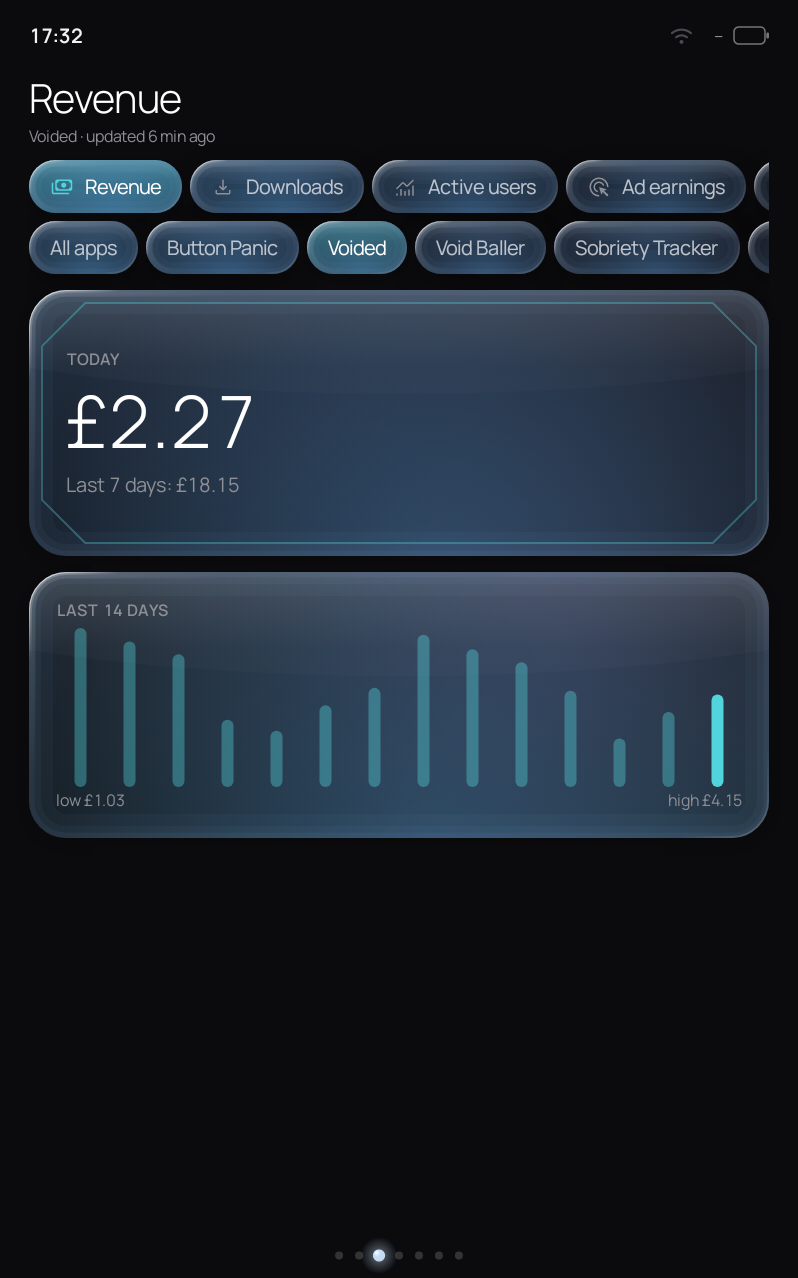 17:32
–
Revenue
Voided · updated 6 min ago
Revenue Downloads Active users Ad earnings
All apps Button Panic Voided Void Baller Sobriety Tracker
TODAY
£2.27
Last 7 days: £18.15
LAST 14 DAYS
low £1.03 high £4.15